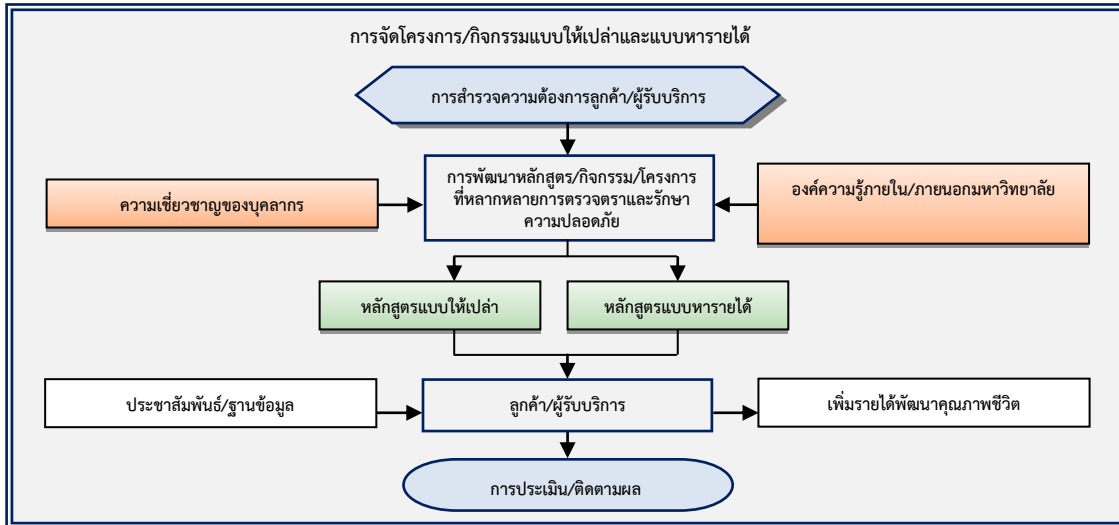 การจัดโครงการ/กิจกรรมแบบให้เปล่าและแบบหารายได้
การสำรวจความต้องการลูกค้า/ผู้รับบริการ
การพัฒนาหลักสูตร/กิจกรรม/โครงการ
ที่หลากหลายการตรวจตราและรักษา
ความปลอดภัย
ความเชี่ยวชาญของบุคลากร
องค์ความรู้ภายใน/ภายนอกมหาวิทยาลัย
หลักสูตรแบบให้เปล่า
หลักสูตรแบบหารายได้
ประชาสัมพันธ์/ฐานข้อมูล
ลูกค้า/ผู้รับบริการ
เพิ่มรายได้พัฒนาคุณภาพชีวิต
การประเมิน/ติดตามผล